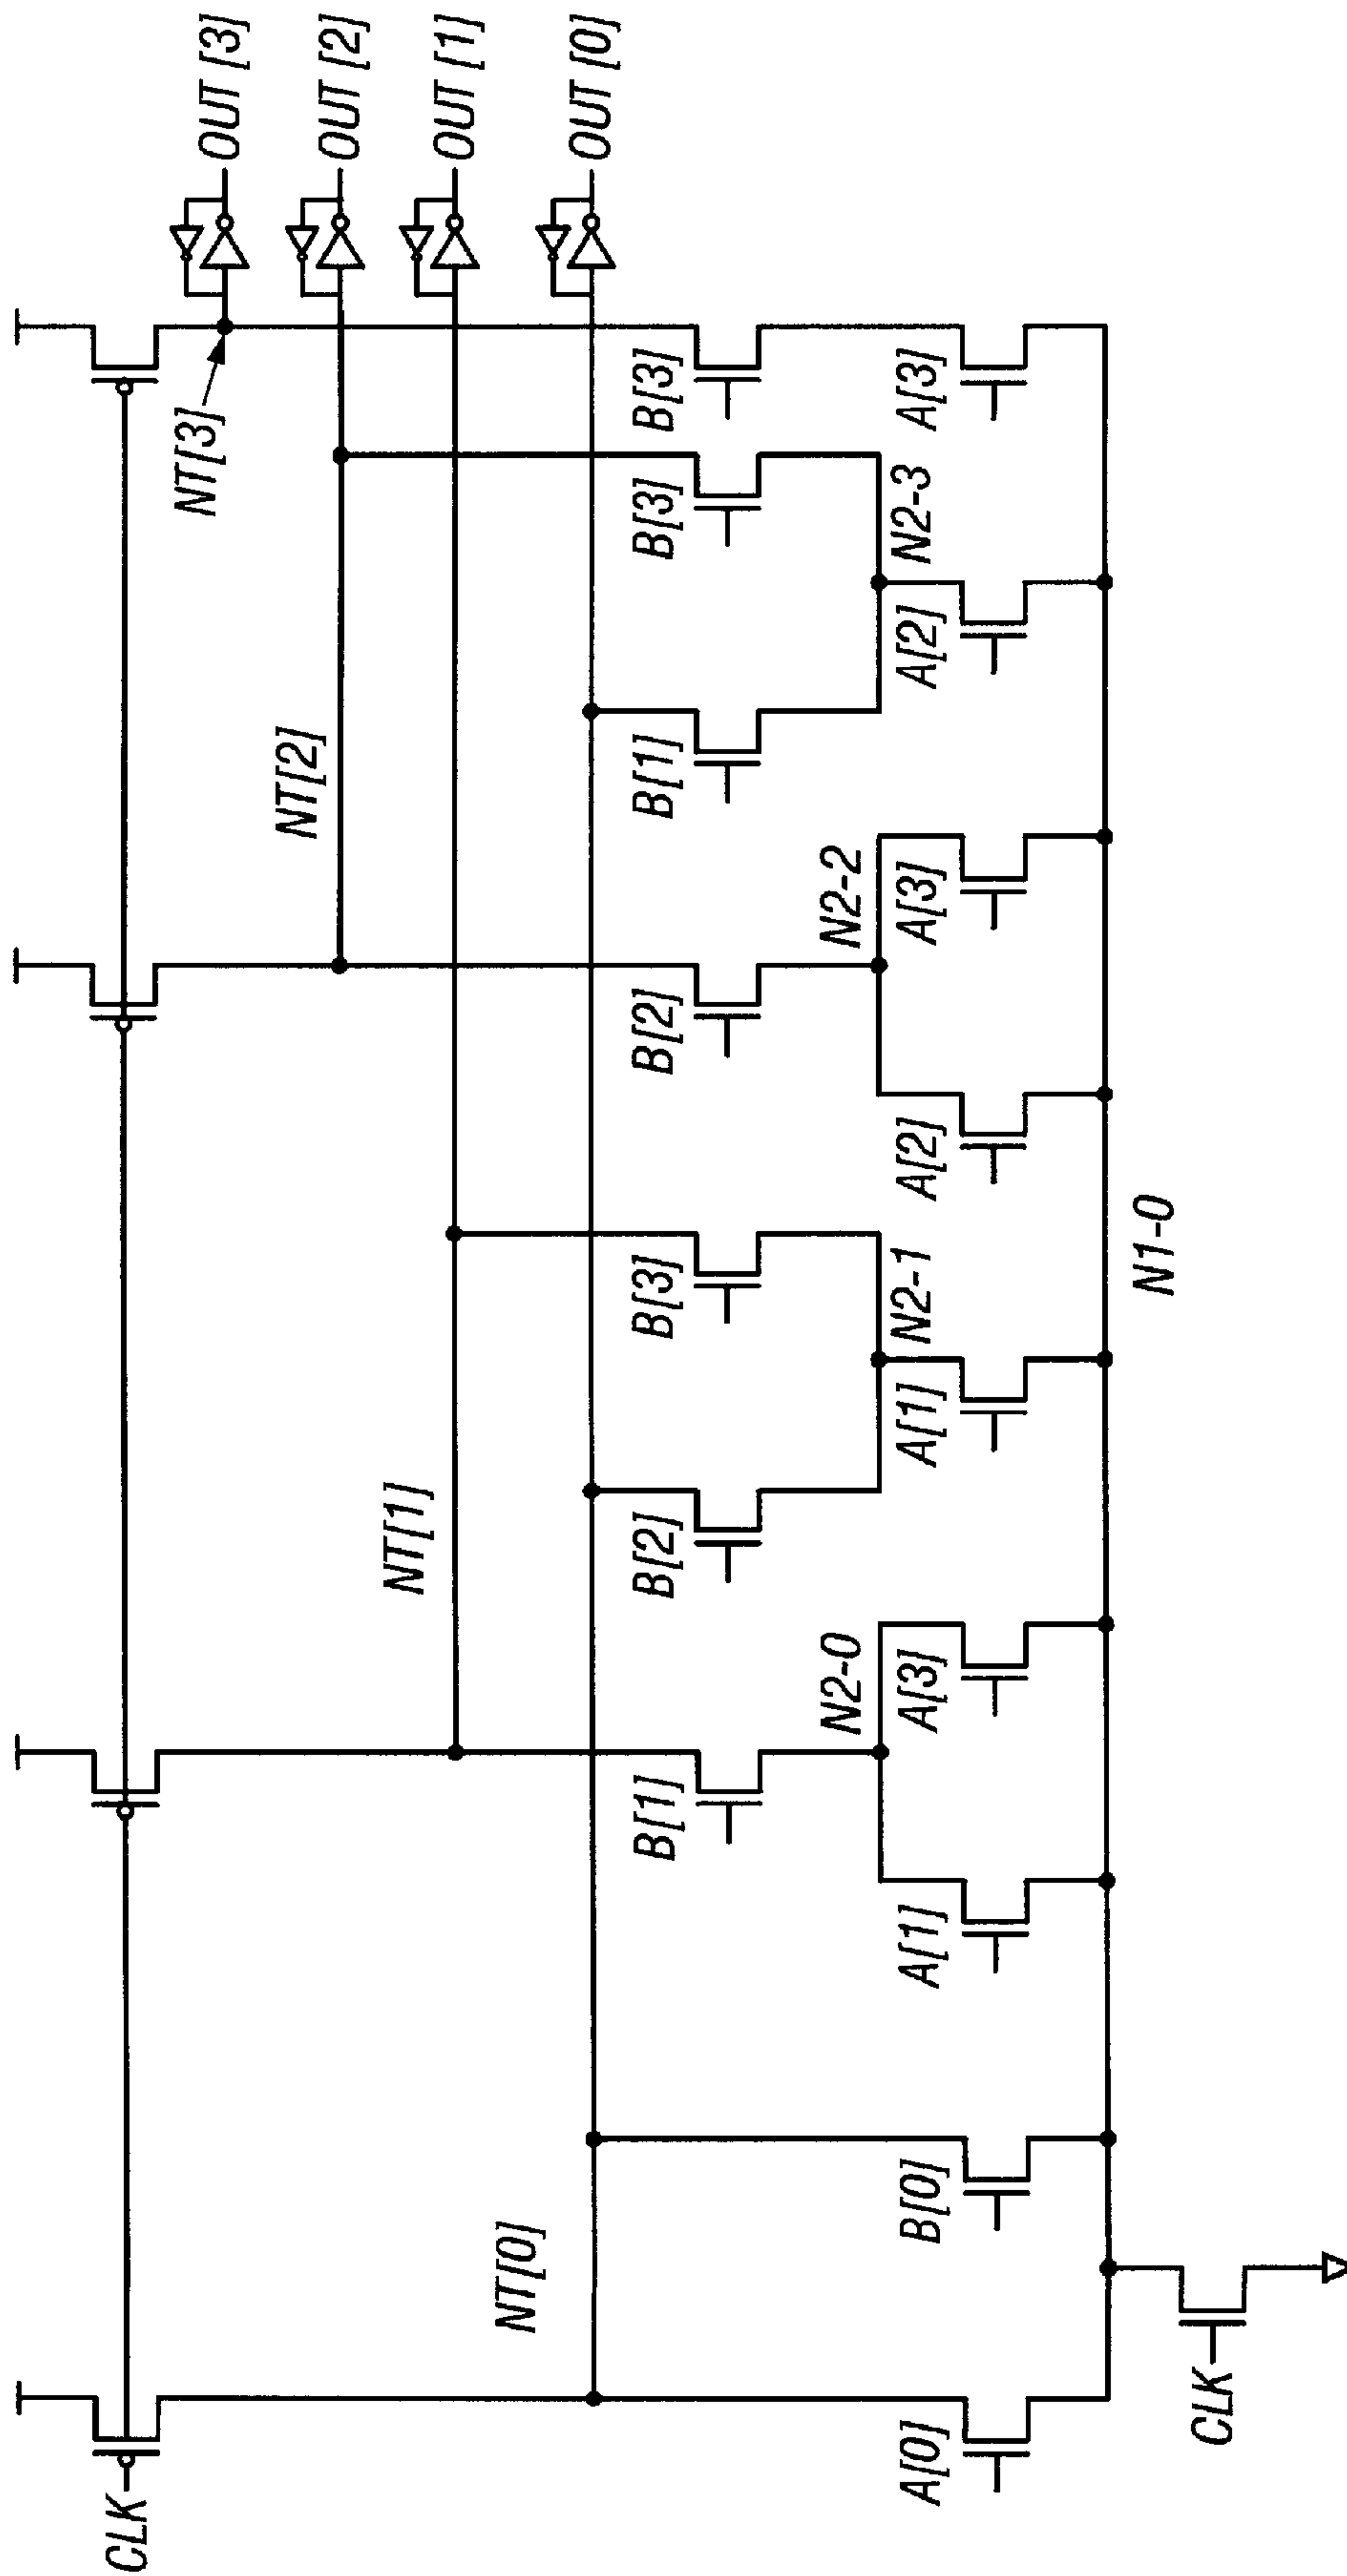 CLK
NT[3]
OUT [3]
NT[2]
OUT [2]
NT[1]
OUT [1]
NT[0]
OUT [0]
B[1]
B[2]
B[3]
B[2]
B[1]
B[3]
B[3]
N2-0
N2-1
N2-2
N2-3
A[0]
B[0]
A[1]
A[3]
A[1]
A[2]
A[3]
A[2]
A[3]
N1-0
CLK